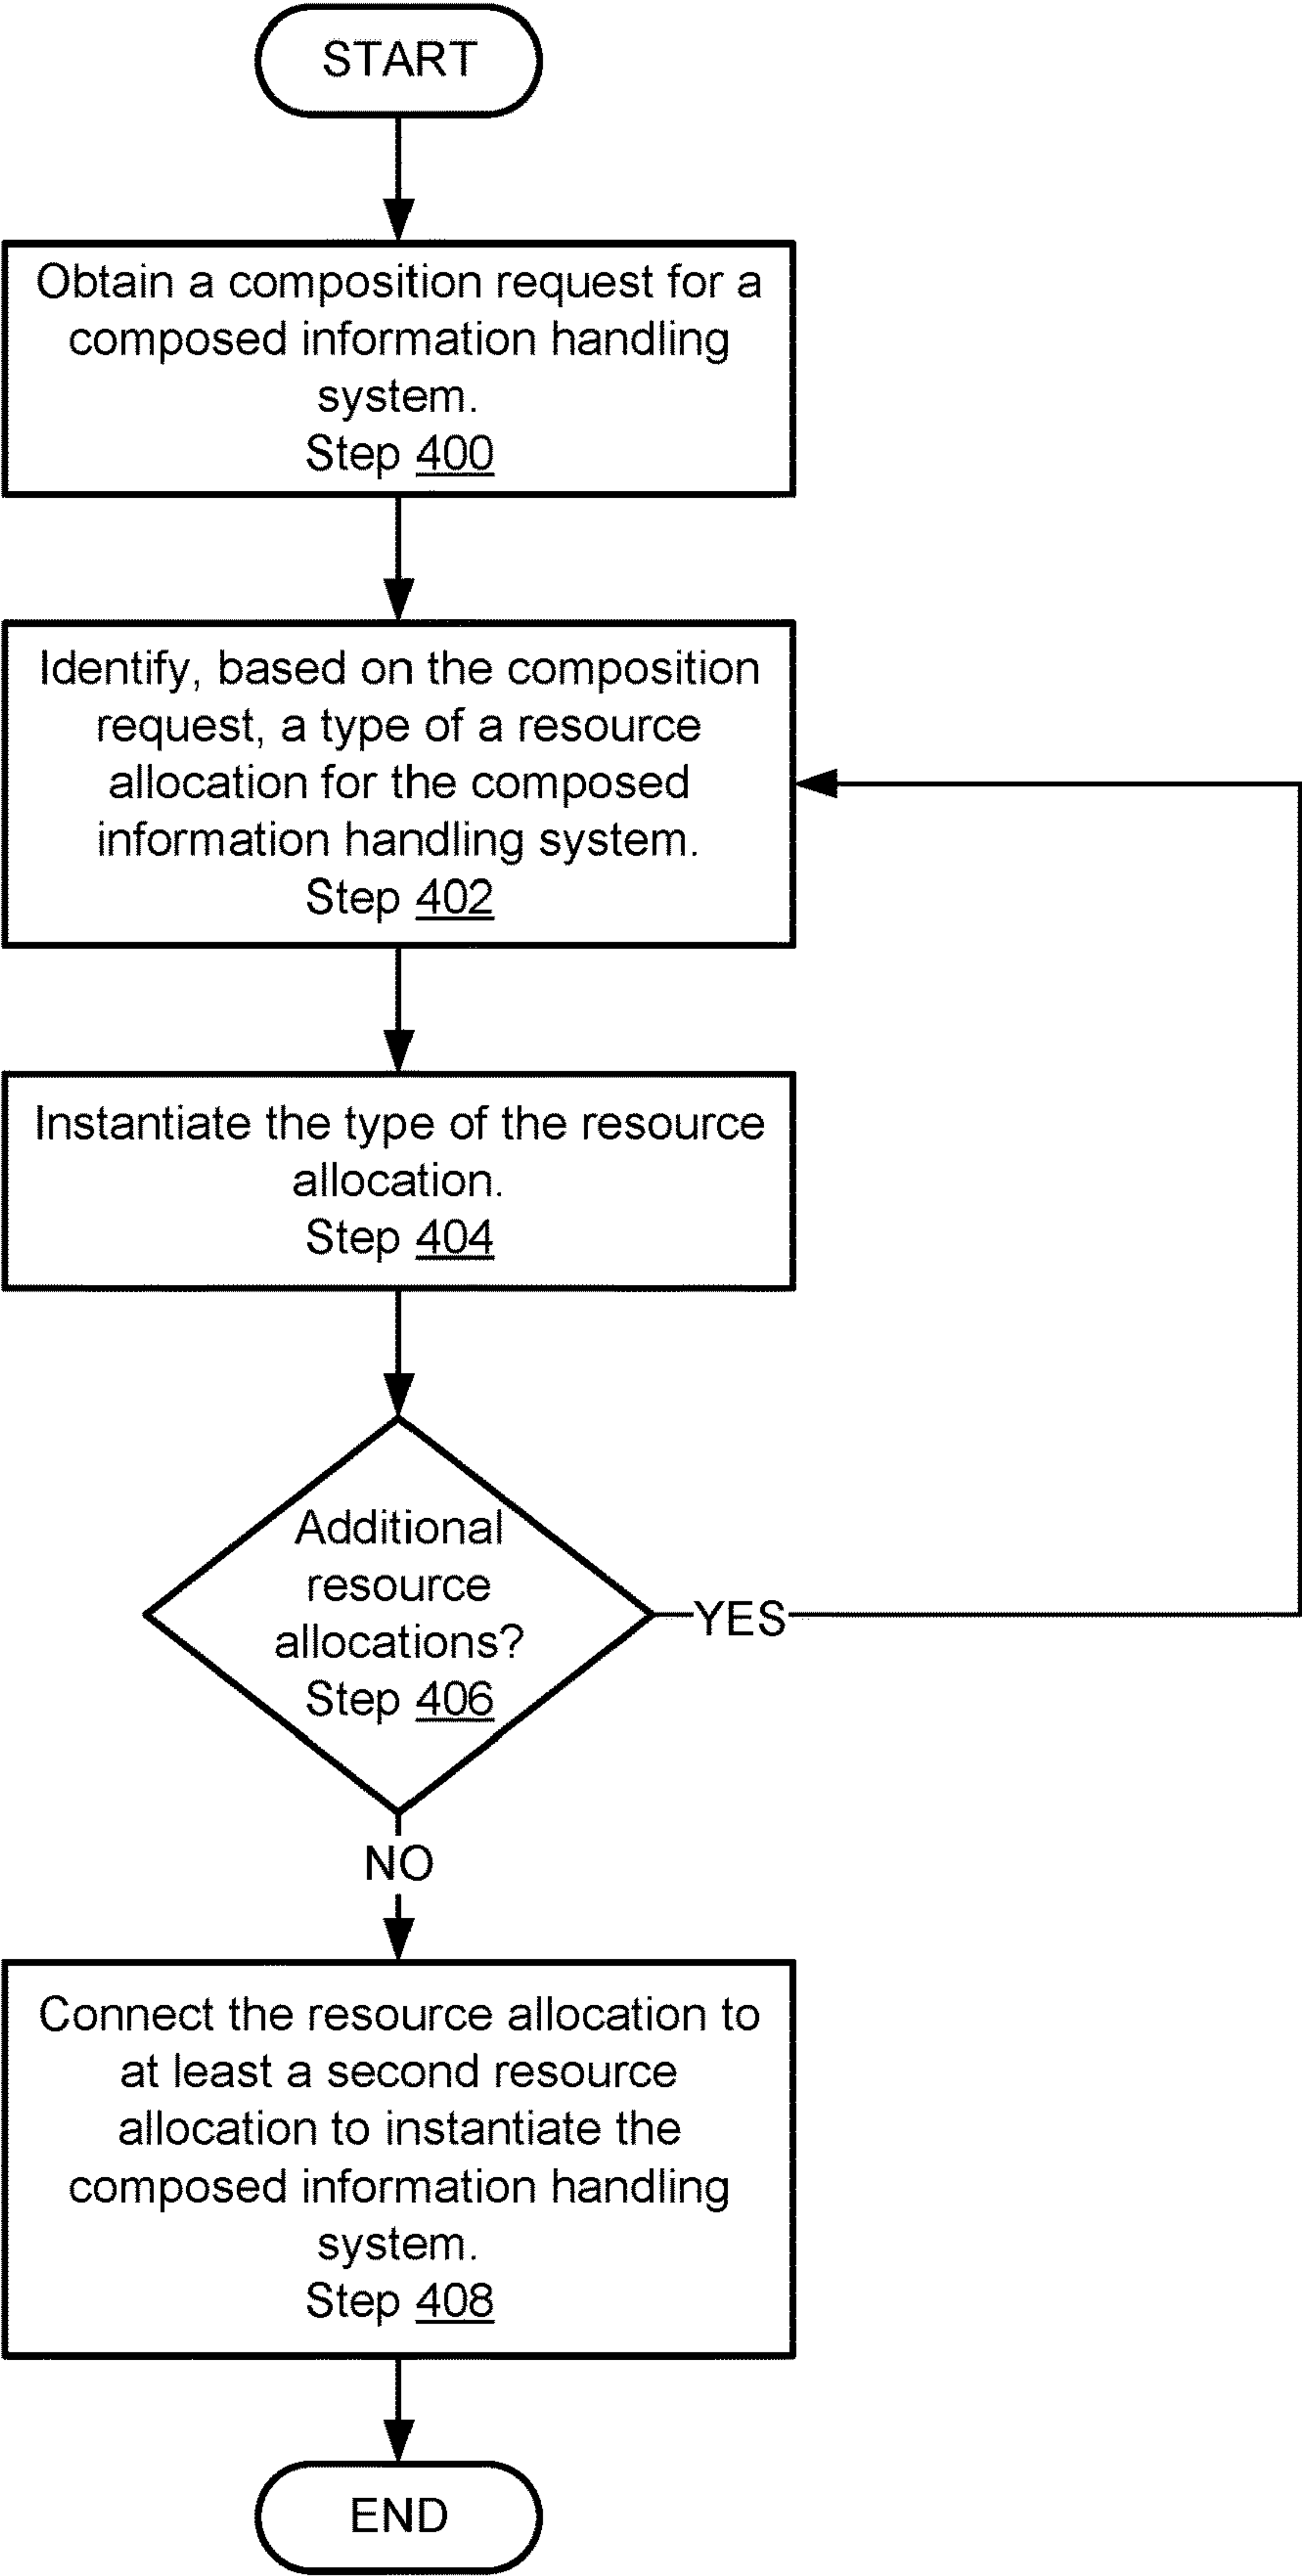 START
Obtain a composition request for a
composed information handling
system.
Step 400
Identify, based on the composition
request, a type of a resource
allocation for the composed
information handling system.
Step 402
Instantiate the type of the resource
allocation.
Step 404
Additional
resource
allocations?
Step 406
YES
NO
Connect the resource allocation to
at least a second resource
allocation to instantiate the
composed information handling
system.
Step 408
END